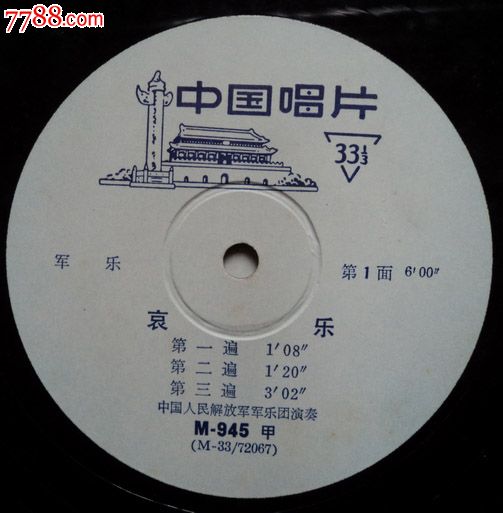 7788.com
中国唱片
33⅓
军 乐
第1面 6′00″
哀 乐
第一遍 1′08″
第二遍 1′20″
第三遍 3′02″
中国人民解放军军乐团演奏
M-945 甲
(M-33/72067)